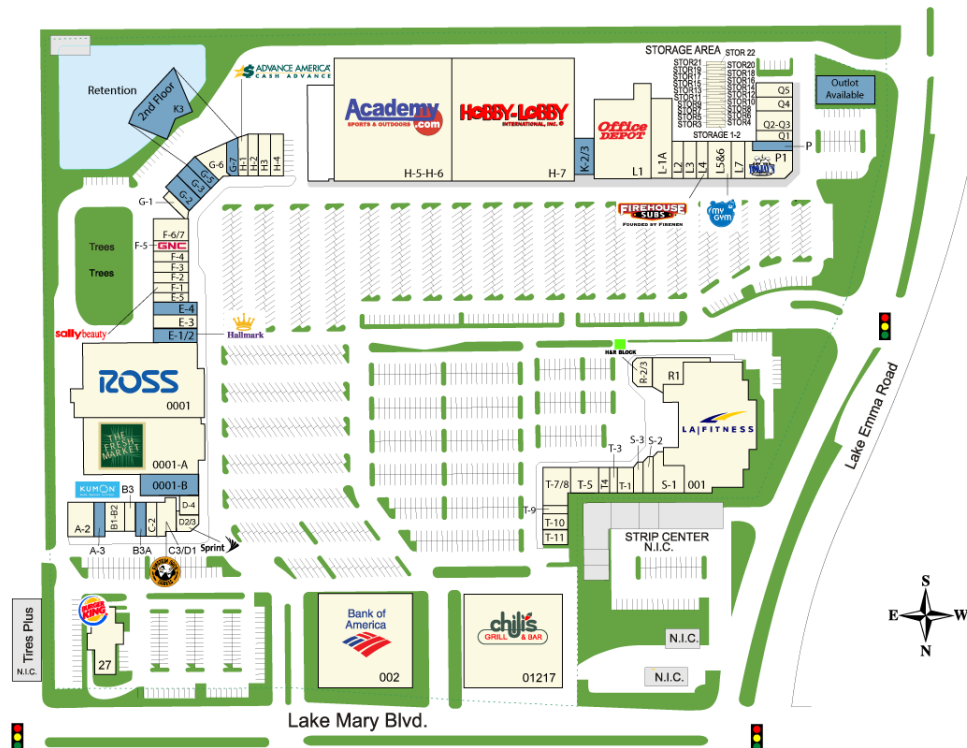 STORAGE AREA
STOR 22
STOR21
STOR20
STOR19
STOR18
STOR17
STOR16
STOR15
STOR14
STOR13
STOR12
STOR11
STOR10
STOR9
STOR8
STOR7
STOR6
STOR5
STOR4
STOR3
STORAGE 1-2
ADVANCE AMERICA
CASH ADVANCE
Retention
2nd Floor
K3
Academy
.com
SPORTS & OUTDOORS
HOBBY-LOBBY
INTERNATIONAL, INC.
Office
DEPOT
Outlot
Available
Q5
Q4
Q2-Q3
Q1
P
P1
G-6
G-7
H-1
H-2
H3
H-4
H-5-H-6
H-7
K-2/3
L1
L-1A
L2
L3
L4
L5&6
L7
G-5
G-3
G-2
G-1
FIREHOUSE
SUBS
FOUNDED BY FIREMEN
MY
GYM
F-6/7
F-5
GNC
F-4
F-3
F-2
F-1
E-5
E-4
E-3
E-1/2
Trees
Trees
sallybeauty
Hallmark
ROSS
0001
THE
FRESH
MARKET
0001-A
0001-B
H&R BLOCK
R-2/3
R1
LA|FITNESS
S-3
S-2
T-3
T-7/8
T-5
T4
T-1
S-1
001
T-9
T-10
T-11
STRIP CENTER
N.I.C.
Lake Emma Road
KUMON
B3
D-4
A-2
B1-B2
C-2
D2/3
A-3
B3A
C3/D1
Sprint
S
E
W
N
Tires Plus
N.I.C.
BURGER
KING
27
Bank of
America
002
chili's
GRILL & BAR
01217
N.I.C.
N.I.C.
Lake Mary Blvd.